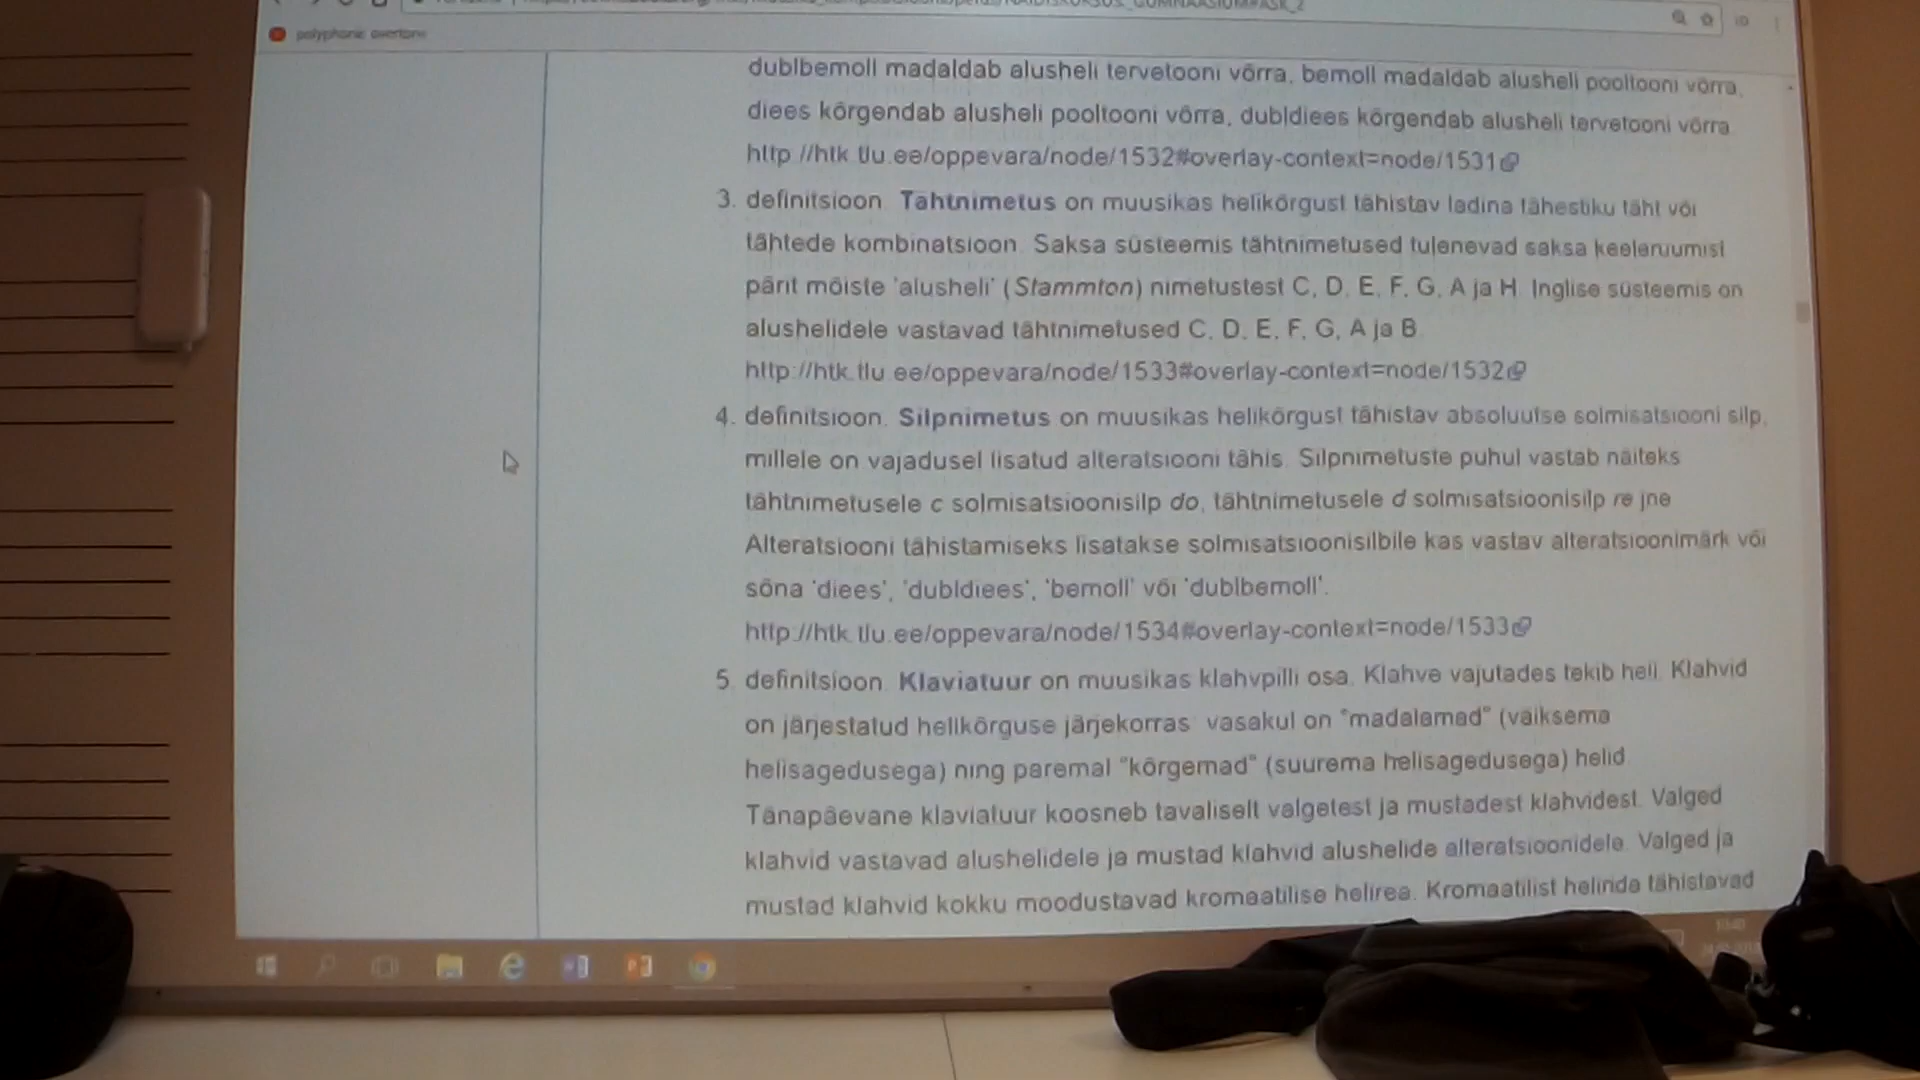 polyphonic overtone
dublbemoll madaldab alusheli tervetooni võrra, bemoll madaldab alusheli pooltooni võrra,
diees kõrgendab alusheli pooltooni võrra, dubldiees kõrgendab alusheli tervetooni võrra.
http://htk.tlu.ee/oppevara/node/1532#overlay-context=node/1531
3. definitsioon. Tähtnimetus on muusikas helikõrgust tähistav ladina tähestiku täht või
tähtede kombinatsioon. Saksa süsteemis tähtnimetused tulenevad saksa keeleruumist
pärit mõiste 'alusheli' (Stammton) nimetustest C, D, E, F, G, A ja H. Inglise süsteemis on
alushelidele vastavad tähtnimetused C, D, E, F, G, A ja B.
http://htk.tlu.ee/oppevara/node/1533#overlay-context=node/1532
4. definitsioon. Silpnimetus on muusikas helikõrgust tähistav absoluutse solmisatsiooni silp,
millele on vajadusel lisatud alteratsiooni tähis. Silpnimetuste puhul vastab näiteks
tähtnimetusele c solmisatsioonisilp do, tähtnimetusele d solmisatsioonisilp re jne
Alteratsiooni tähistamiseks lisatakse solmisatsioonisilbile kas vastav alteratsioonimärk või
sõna 'diees', 'dubldiees', 'bemoll' või 'dublbemoll'.
http://htk.tlu.ee/oppevara/node/1534#overlay-context=node/1533
5. definitsioon. Klaviatuur on muusikas klahvpilli osa. Klahve vajutades tekib heli. Klahvid
on järjestatud helikõrguse järjekorras: vasakul on "madalamad" (väiksema
helisagedusega) ning paremal "kõrgemad" (suurema helisagedusega) helid.
Tänapäevane klaviatuur koosneb tavaliselt valgetest ja mustadest klahvidest. Valged
klahvid vastavad alushelidele ja mustad klahvid alushelide alteratsioonidele. Valged ja
mustad klahvid kokku moodustavad kromaatilise helirea. Kromaatilist helirida tähistavad